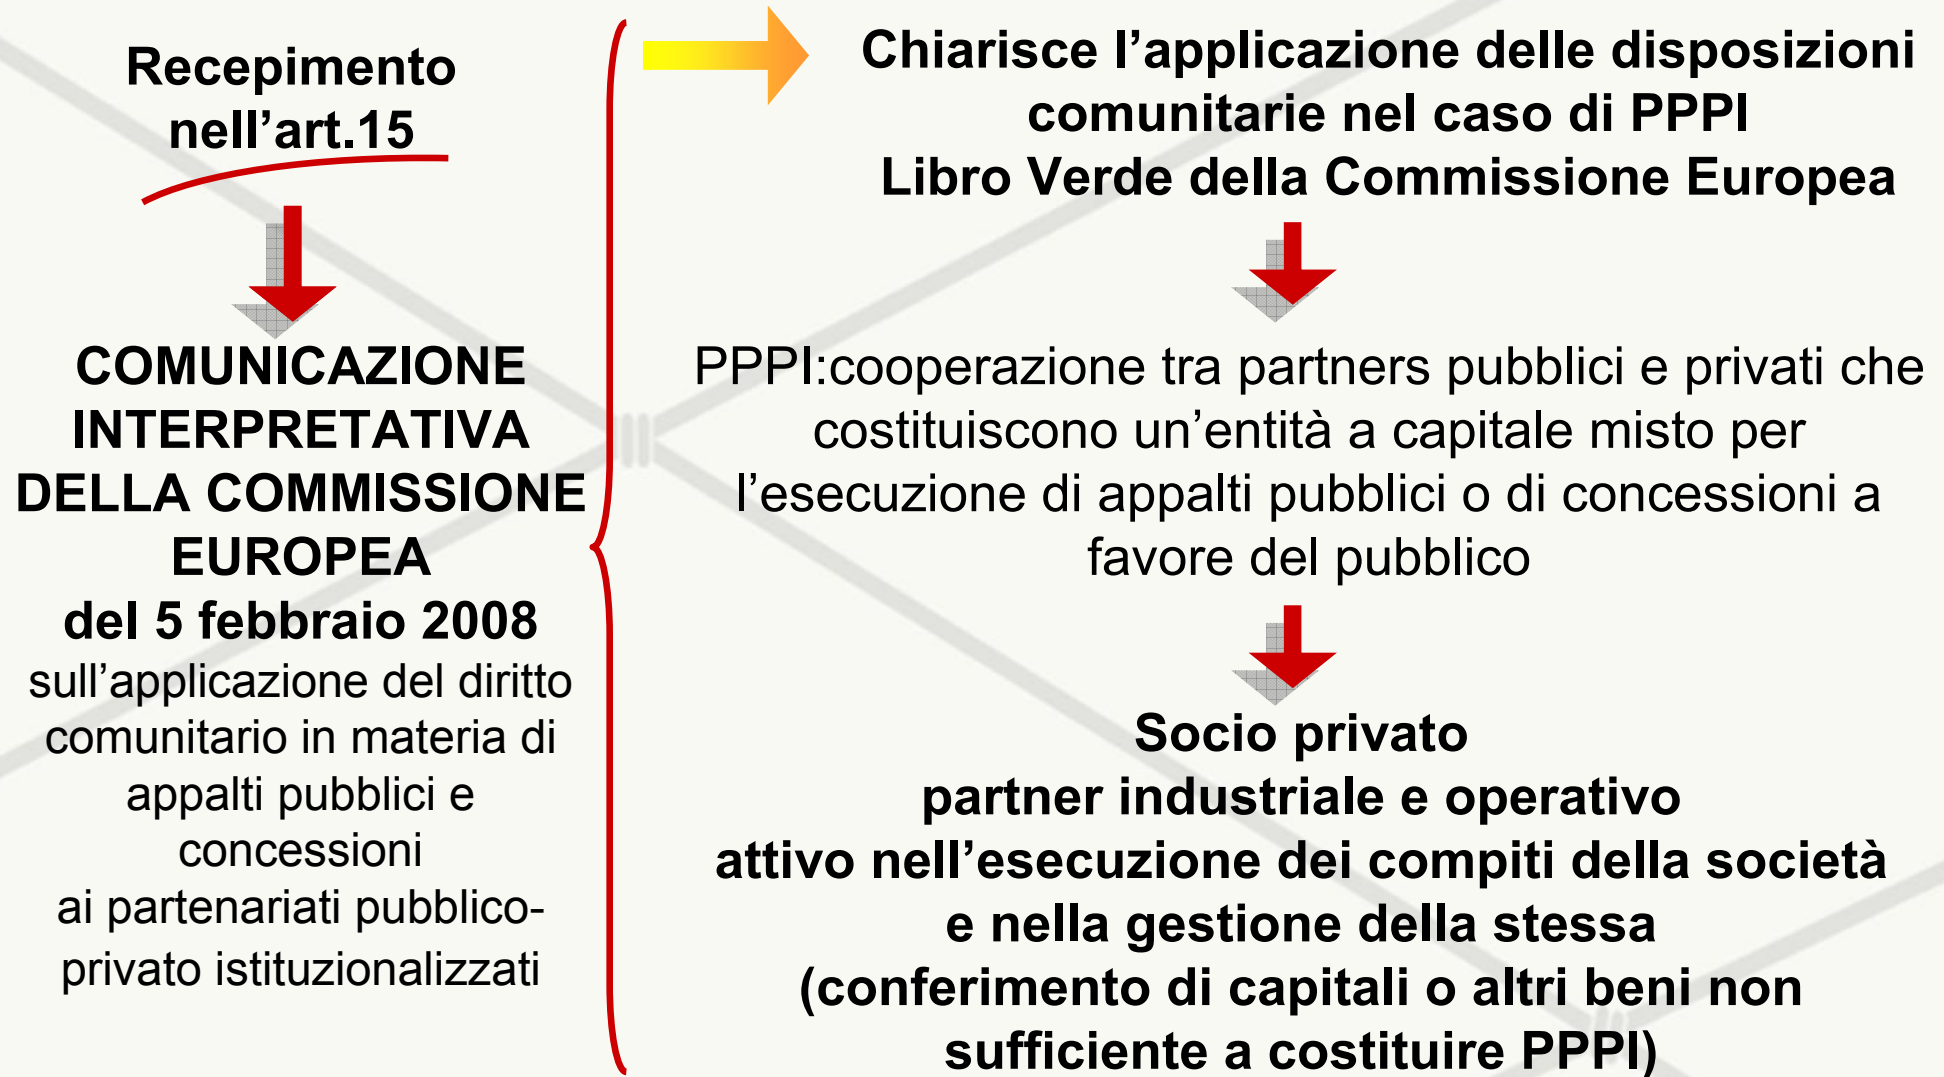 Recepimento
nell’art.15
COMUNICAZIONE
INTERPRETATIVA
DELLA COMMISSIONE
EUROPEA
del 5 febbraio 2008
sull’applicazione del diritto
comunitario in materia di
appalti pubblici e
concessioni
ai partenariati pubblico-
privato istituzionalizzati
Chiarisce l’applicazione delle disposizioni
comunitarie nel caso di PPPI
Libro Verde della Commissione Europea
PPPI:cooperazione tra partners pubblici e privati che
costituiscono un’entità a capitale misto per
l’esecuzione di appalti pubblici o di concessioni a
favore del pubblico
Socio privato
partner industriale e operativo
attivo nell’esecuzione dei compiti della società
e nella gestione della stessa
(conferimento di capitali o altri beni non
sufficiente a costituire PPPI)